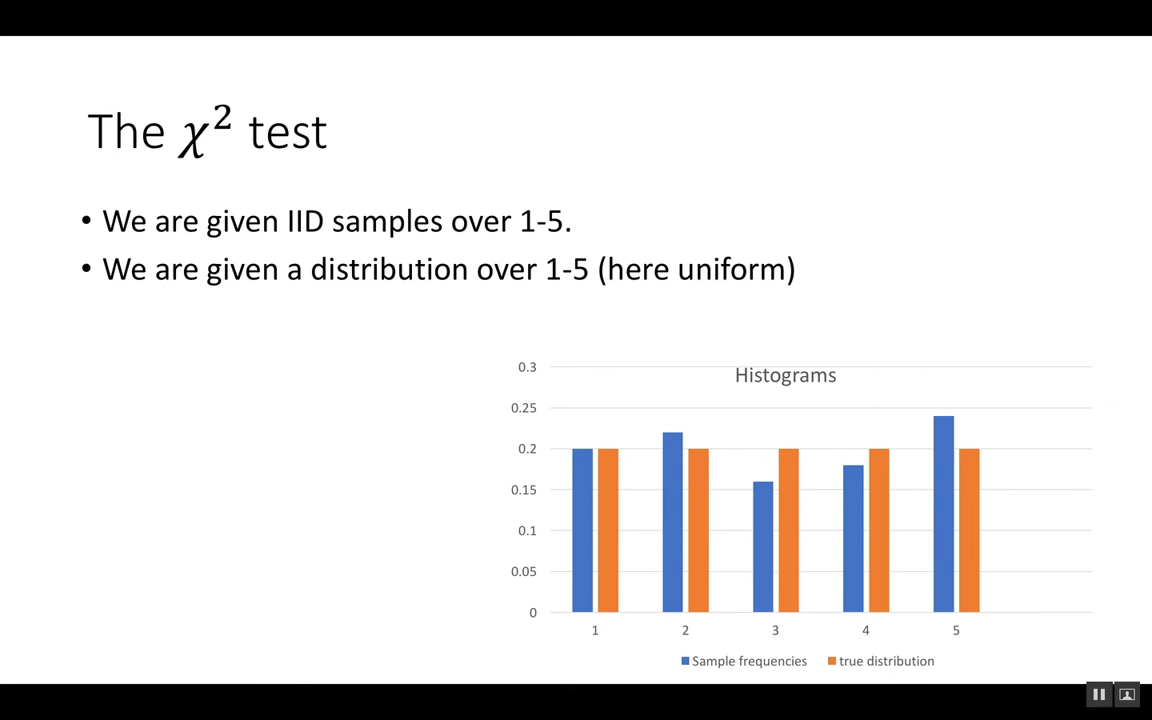 The χ² test
• We are given IID samples over 1-5.
• We are given a distribution over 1-5 (here uniform)
Histograms
0.3
0.25
0.2
0.15
0.1
0.05
0
1 2 3 4 5
Sample frequencies true distribution